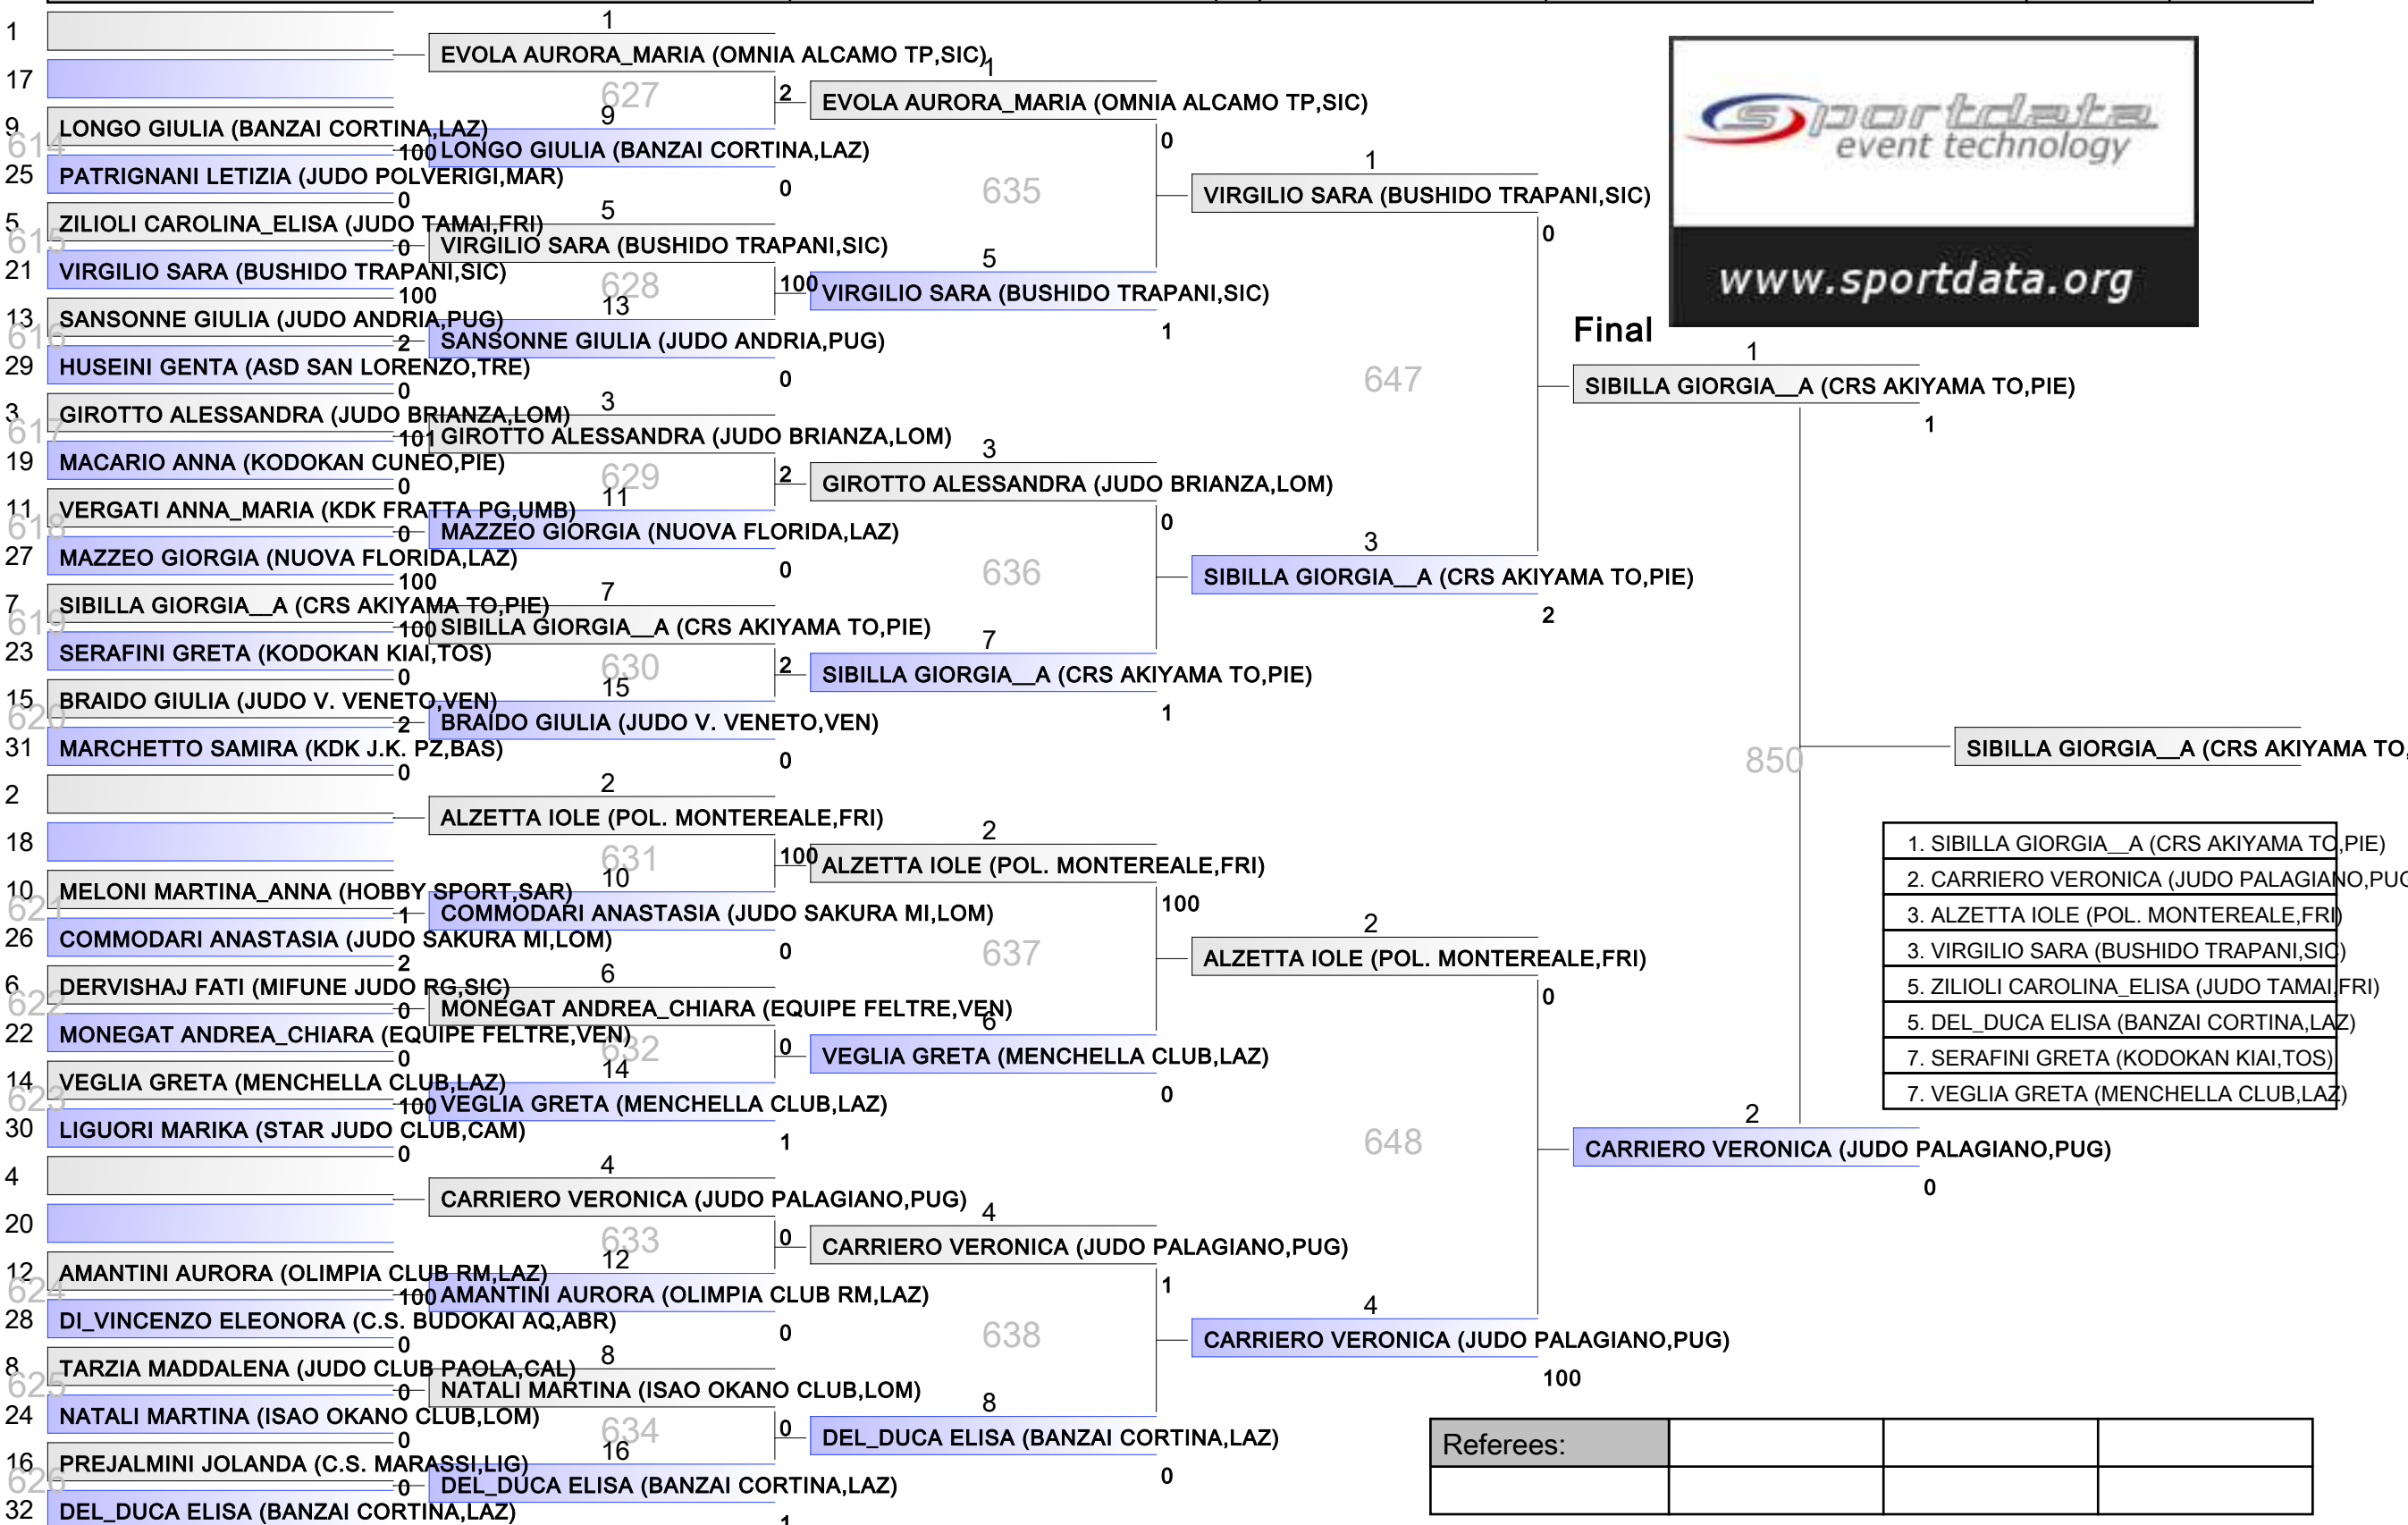 1
17
9 LONGO GIULIA (BANZAI CORTINA,LAZ)
614
100
25 PATRIGNANI LETIZIA (JUDO POLVERIGI,MAR)
0
5 ZILIOLI CAROLINA_ELISA (JUDO TAMAI,FRI)
615
0
21 VIRGILIO SARA (BUSHIDO TRAPANI,SIC)
100
13 SANSONNE GIULIA (JUDO ANDRIA,PUG)
616
2
29 HUSEINI GENTA (ASD SAN LORENZO,TRE)
0
3 GIROTTO ALESSANDRA (JUDO BRIANZA,LOM)
617
101
19 MACARIO ANNA (KODOKAN CUNEO,PIE)
0
11 VERGATI ANNA_MARIA (KDK FRATTA PG,UMB)
618
0
27 MAZZEO GIORGIA (NUOVA FLORIDA,LAZ)
100
7 SIBILLA GIORGIA__A (CRS AKIYAMA TO,PIE)
619
100
23 SERAFINI GRETA (KODOKAN KIAI,TOS)
0
15 BRAIDO GIULIA (JUDO V. VENETO,VEN)
620
2
31 MARCHETTO SAMIRA (KDK J.K. PZ,BAS)
0
2
18
10 MELONI MARTINA_ANNA (HOBBY SPORT,SAR)
621
1
26 COMMODARI ANASTASIA (JUDO SAKURA MI,LOM)
2
6 DERVISHAJ FATI (MIFUNE JUDO RG,SIC)
622
0
22 MONEGAT ANDREA_CHIARA (EQUIPE FELTRE,VEN)
0
14 VEGLIA GRETA (MENCHELLA CLUB,LAZ)
623
100
30 LIGUORI MARIKA (STAR JUDO CLUB,CAM)
0
4
20
12 AMANTINI AURORA (OLIMPIA CLUB RM,LAZ)
624
100
28 DI_VINCENZO ELEONORA (C.S. BUDOKAI AQ,ABR)
0
8 TARZIA MADDALENA (JUDO CLUB PAOLA,CAL)
625
0
24 NATALI MARTINA (ISAO OKANO CLUB,LOM)
0
16 PREJALMINI JOLANDA (C.S. MARASSI,LIG)
626
0
32 DEL_DUCA ELISA (BANZAI CORTINA,LAZ)
1
EVOLA AURORA_MARIA (OMNIA ALCAMO TP,SIC)
627
2
9
LONGO GIULIA (BANZAI CORTINA,LAZ)
0
5
VIRGILIO SARA (BUSHIDO TRAPANI,SIC)
628
100
13
SANSONNE GIULIA (JUDO ANDRIA,PUG)
0
3
GIROTTO ALESSANDRA (JUDO BRIANZA,LOM)
629
2
11
MAZZEO GIORGIA (NUOVA FLORIDA,LAZ)
0
7
SIBILLA GIORGIA__A (CRS AKIYAMA TO,PIE)
630
2
15
BRAIDO GIULIA (JUDO V. VENETO,VEN)
0
2
ALZETTA IOLE (POL. MONTEREALE,FRI)
631
100
10
COMMODARI ANASTASIA (JUDO SAKURA MI,LOM)
0
6
MONEGAT ANDREA_CHIARA (EQUIPE FELTRE,VEN)
632
0
14
VEGLIA GRETA (MENCHELLA CLUB,LAZ)
1
4
CARRIERO VERONICA (JUDO PALAGIANO,PUG)
633
0
12
AMANTINI AURORA (OLIMPIA CLUB RM,LAZ)
0
8
NATALI MARTINA (ISAO OKANO CLUB,LOM)
634
0
16
DEL_DUCA ELISA (BANZAI CORTINA,LAZ)
1
1
EVOLA AURORA_MARIA (OMNIA ALCAMO TP,SIC)
0
635
5
VIRGILIO SARA (BUSHIDO TRAPANI,SIC)
1
3
GIROTTO ALESSANDRA (JUDO BRIANZA,LOM)
0
636
7
SIBILLA GIORGIA__A (CRS AKIYAMA TO,PIE)
1
2
ALZETTA IOLE (POL. MONTEREALE,FRI)
100
637
6
VEGLIA GRETA (MENCHELLA CLUB,LAZ)
0
4
CARRIERO VERONICA (JUDO PALAGIANO,PUG)
1
638
8
DEL_DUCA ELISA (BANZAI CORTINA,LAZ)
0
1
VIRGILIO SARA (BUSHIDO TRAPANI,SIC)
0
647
3
SIBILLA GIORGIA__A (CRS AKIYAMA TO,PIE)
2
2
ALZETTA IOLE (POL. MONTEREALE,FRI)
0
648
4
CARRIERO VERONICA (JUDO PALAGIANO,PUG)
100
sportdata
event technology
www.sportdata.org
Final
1
SIBILLA GIORGIA__A (CRS AKIYAMA TO,PIE)
1
850
2
CARRIERO VERONICA (JUDO PALAGIANO,PUG)
0
SIBILLA GIORGIA__A (CRS AKIYAMA TO,
1. SIBILLA GIORGIA__A (CRS AKIYAMA TO,PIE)
2. CARRIERO VERONICA (JUDO PALAGIANO,PUG
3. ALZETTA IOLE (POL. MONTEREALE,FRI)
3. VIRGILIO SARA (BUSHIDO TRAPANI,SIC)
5. ZILIOLI CAROLINA_ELISA (JUDO TAMAI,FRI)
5. DEL_DUCA ELISA (BANZAI CORTINA,LAZ)
7. SERAFINI GRETA (KODOKAN KIAI,TOS)
7. VEGLIA GRETA (MENCHELLA CLUB,LAZ)
Referees: